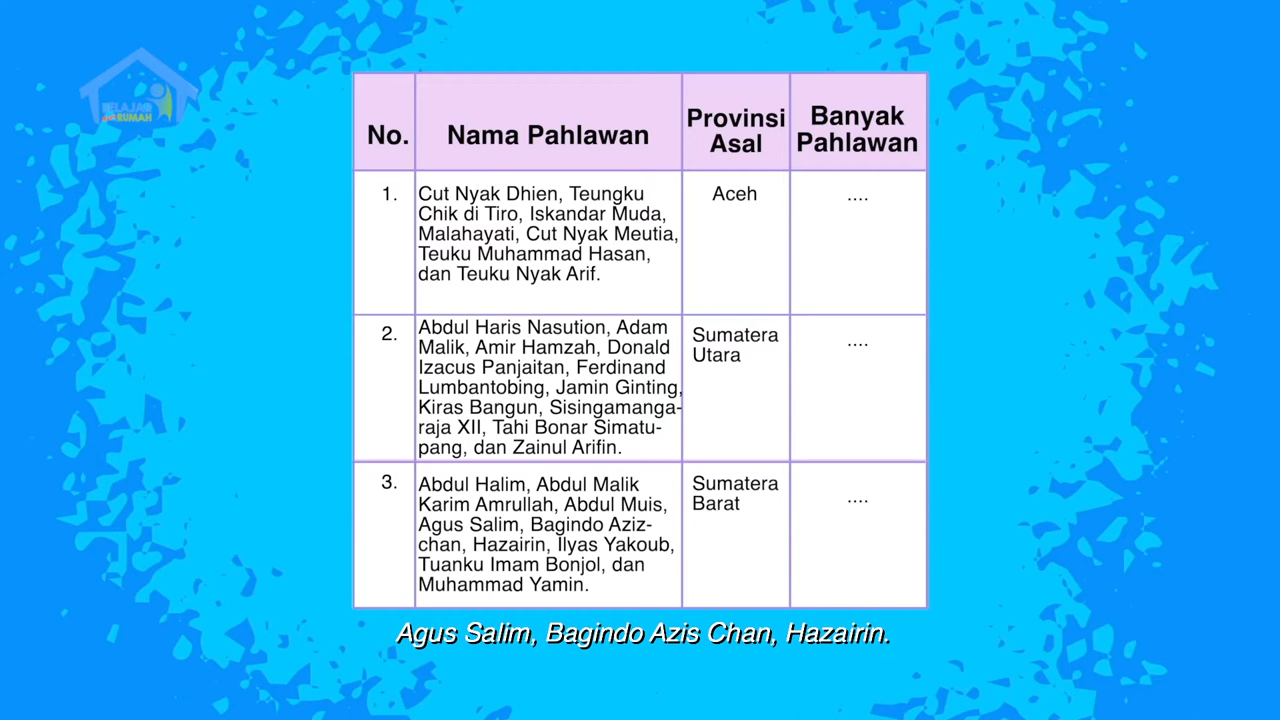 BELAJAR
dari RUMAH
No.
Nama Pahlawan
Provinsi
Asal
Banyak
Pahlawan
1.
Cut Nyak Dhien, Teungku
Chik di Tiro, Iskandar Muda,
Malahayati, Cut Nyak Meutia,
Teuku Muhammad Hasan,
dan Teuku Nyak Arif.
Aceh
....
2.
Abdul Haris Nasution, Adam
Malik, Amir Hamzah, Donald
Izacus Panjaitan, Ferdinand
Lumbantobing, Jamin Ginting,
Kiras Bangun, Sisingamanga-
raja XII, Tahi Bonar Simatu-
pang, dan Zainul Arifin.
Sumatera
Utara
....
3.
Abdul Halim, Abdul Malik
Karim Amrullah, Abdul Muis,
Agus Salim, Bagindo Aziz-
chan, Hazairin, Ilyas Yakoub,
Tuanku Imam Bonjol, dan
Muhammad Yamin.
Sumatera
Barat
....
Agus Salim, Bagindo Azis Chan, Hazairin.